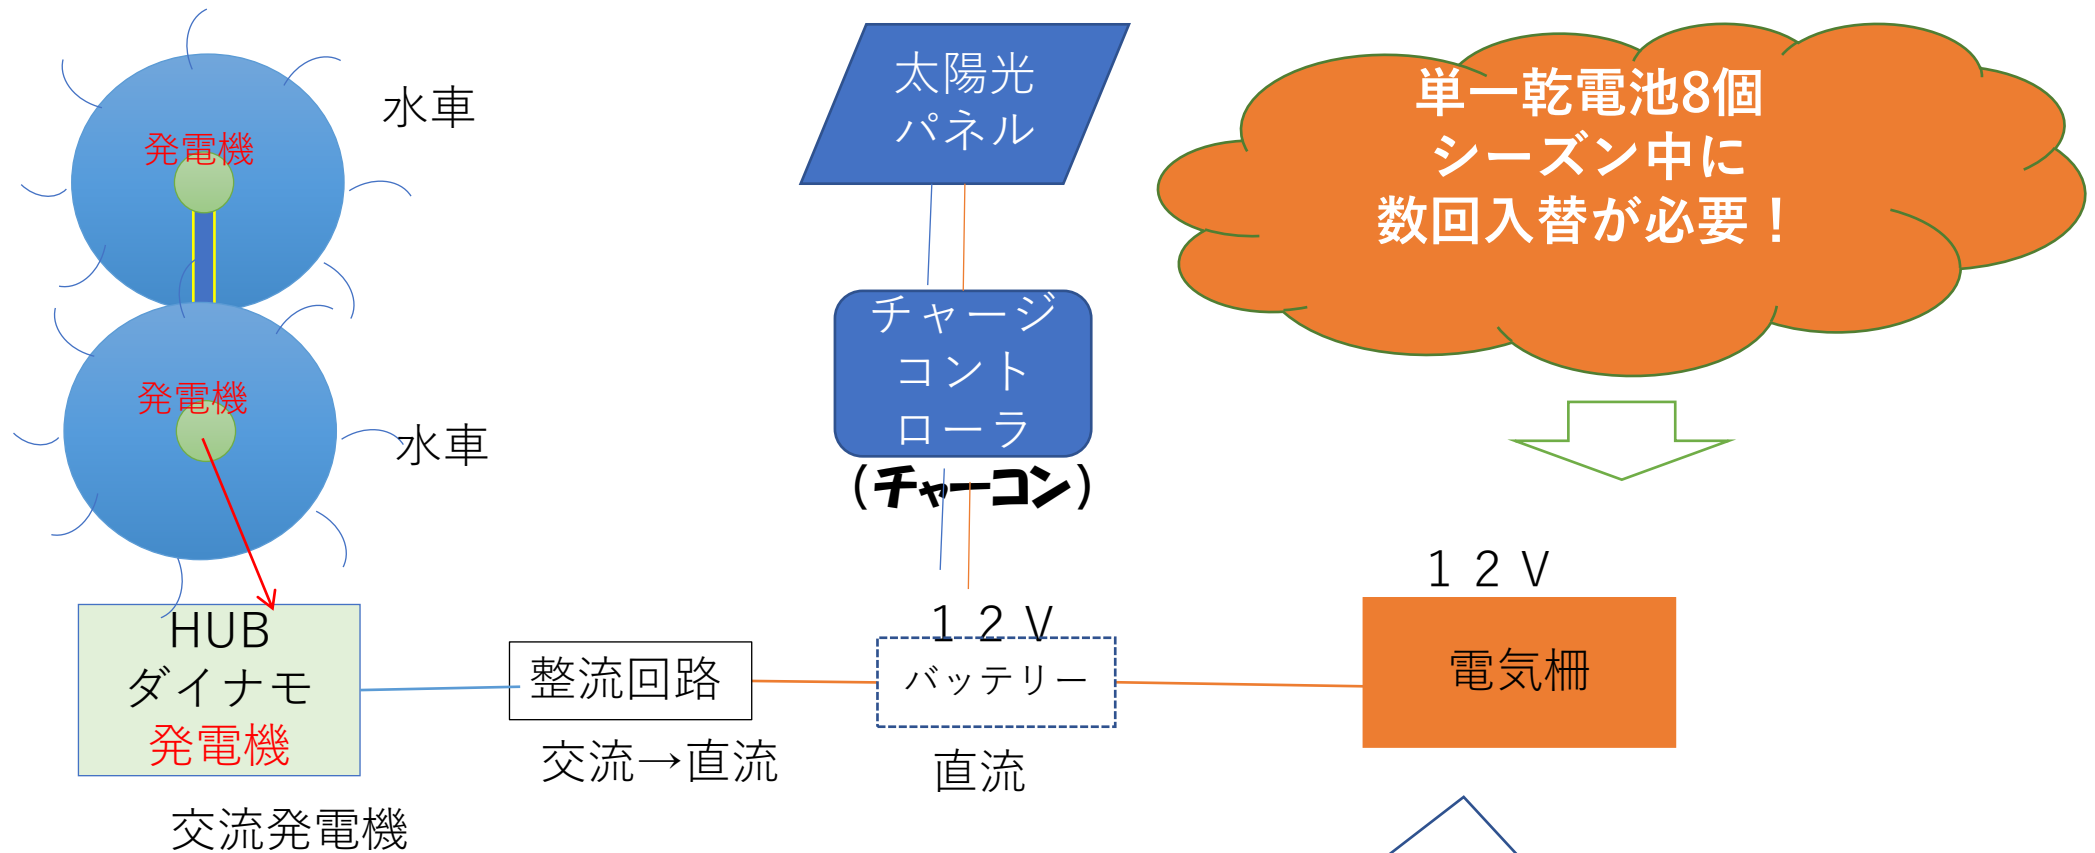 水車
発電機
水車
発電機
HUB
ダイナモ
発電機
交流発電機
整流回路
交流→直流
太陽光
パネル
チャージ
コント
ローラ
（チャーコン）
１２V
バッテリー
直流
単一乾電池8個
シーズン中に
数回入替が必要！
１２V
電気柵